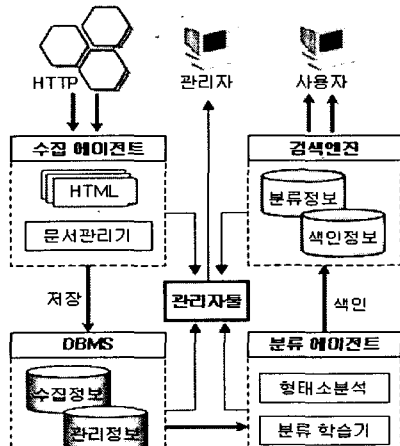 HTTP
관리자
사용자
수집 에이전트
검색엔진
HTML
문서관리기
분류정보
색인정보
저장
관리자툴
색인
DBMS
분류 에이전트
수집정보
관리정보
형태소분석
분류 학습기